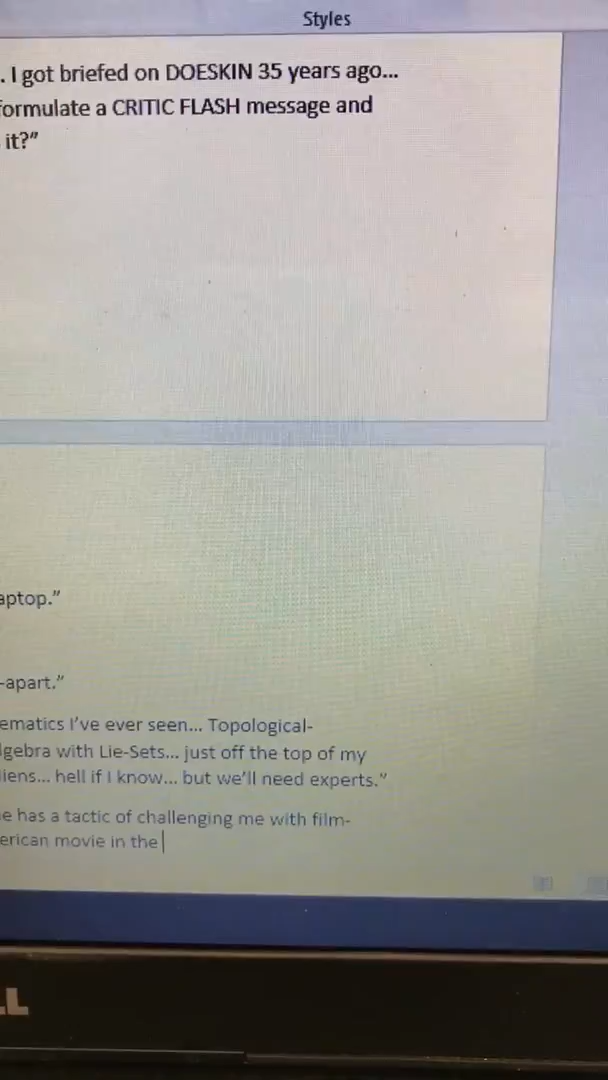 Styles
. I got briefed on DOESKIN 35 years ago...
formulate a CRITIC FLASH message and
it?"
aptop."
-apart."
ematics I've ever seen... Topological-
lgebra with Lie-Sets... just off the top of my
liens... hell if I know... but we'll need experts."
e has a tactic of challenging me with film-
erican movie in the
LL